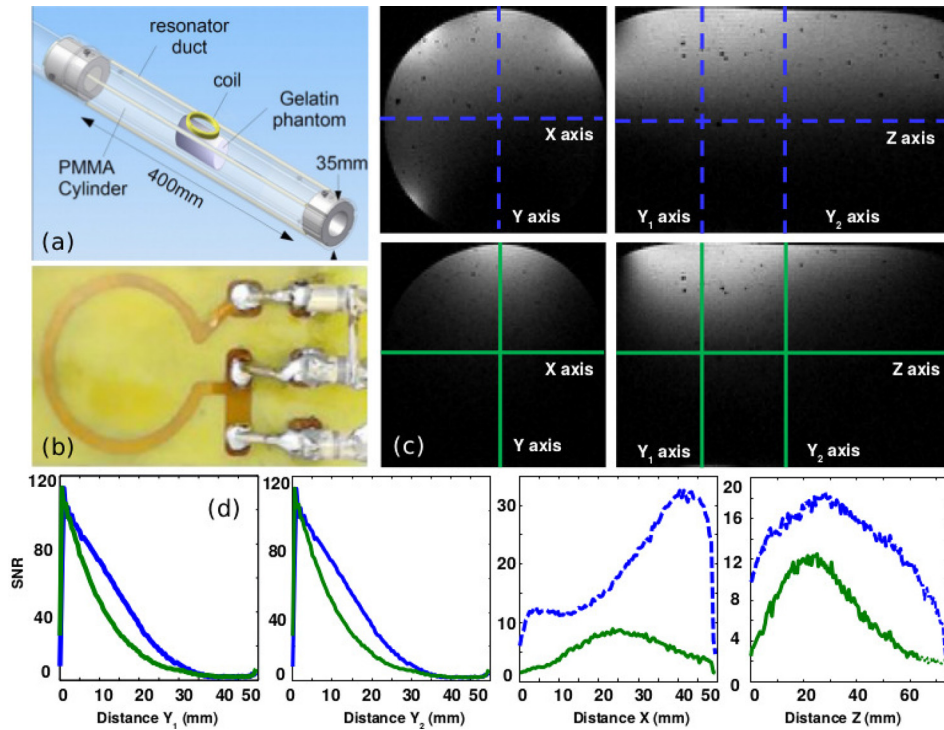 resonator
duct
coil
Gelatin
phantom
35mm
PMMA
Cylinder
400mm
(a)
(b)
X axis
Y axis
Z axis
Y1 axis
Y2 axis
X axis
Y axis
Z axis
Y1 axis
Y2 axis
(c)
(d)
SNR
120
80
40
0
0 10 20 30 40 50
Distance Y1 (mm)
120
80
40
0
0 10 20 30 40 50
Distance Y2 (mm)
30
20
10
0
0 10 20 30 40 50
Distance X (mm)
20
16
12
8
4
0
0 20 40 60
Distance Z (mm)